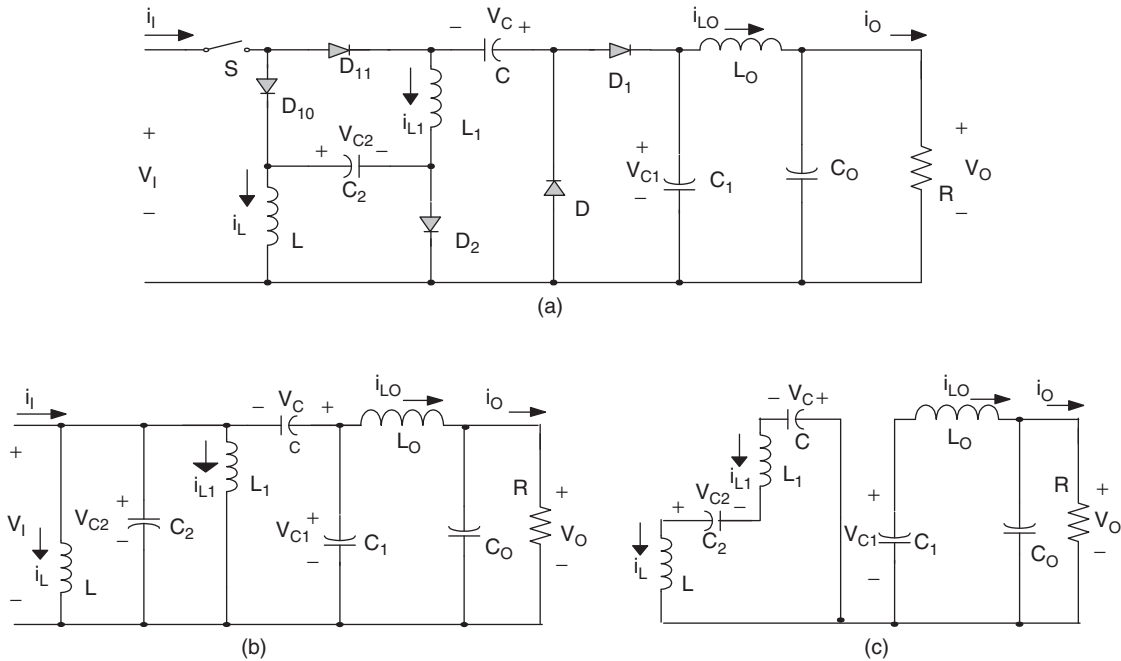 i_I
S
D_11
− V_C +
C
D_1
i_LO
L_O
i_O
D_10
i_L1
L_1
+ V_C2 −
C_2
+
V_I
−
i_L
L
D_2
D
+
V_C1
−
C_1
C_O
R
+
V_O
−
(a)
i_I
− V_C +
C
i_LO
L_O
i_O
+
V_I
−
i_L
L
+
V_C2
−
C_2
i_L1
L_1
+
V_C1
−
C_1
C_O
R
+
V_O
−
(b)
− V_C +
C
i_L1
L_1
+ V_C2 −
C_2
i_L
L
+
V_C1
−
C_1
i_LO
L_O
i_O
C_O
R
+
V_O
−
(c)